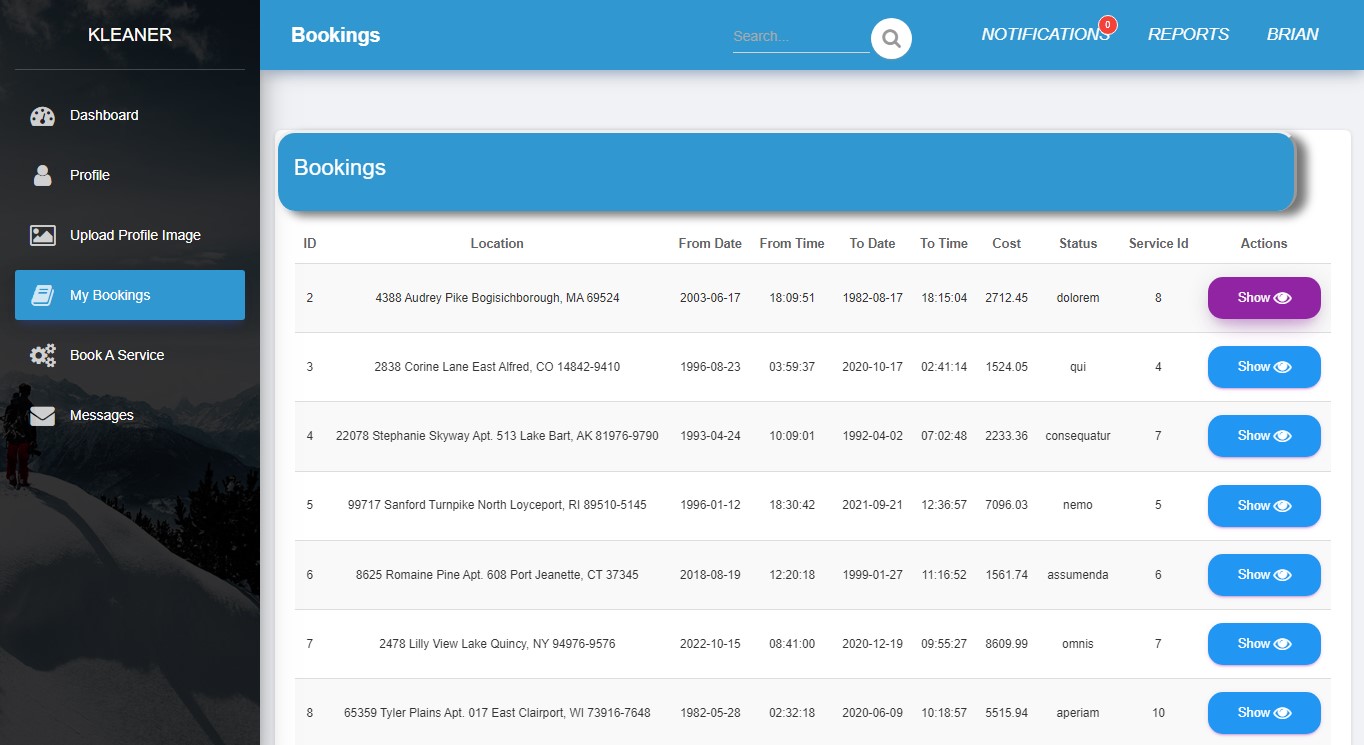 KLEANER
Dashboard
Profile
Upload Profile Image
My Bookings
Book A Service
Messages
Bookings
Search...
NOTIFICATIONS 0
REPORTS
BRIAN
Bookings
ID Location From Date From Time To Date To Time Cost Status Service Id Actions
2 4388 Audrey Pike Bogisichborough, MA 69524 2003-06-17 18:09:51 1982-08-17 18:15:04 2712.45 dolorem 8 Show
3 2838 Corine Lane East Alfred, CO 14842-9410 1996-08-23 03:59:37 2020-10-17 02:41:14 1524.05 qui 4 Show
4 22078 Stephanie Skyway Apt. 513 Lake Bart, AK 81976-9790 1993-04-24 10:09:01 1992-04-02 07:02:48 2233.36 consequatur 7 Show
5 99717 Sanford Turnpike North Loyceport, RI 89510-5145 1996-01-12 18:30:42 2021-09-21 12:36:57 7096.03 nemo 5 Show
6 8625 Romaine Pine Apt. 608 Port Jeanette, CT 37345 2018-08-19 12:20:18 1999-01-27 11:16:52 1561.74 assumenda 6 Show
7 2478 Lilly View Lake Quincy, NY 94976-9576 2022-10-15 08:41:00 2020-12-19 09:55:27 8609.99 omnis 7 Show
8 65359 Tyler Plains Apt. 017 East Clairport, WI 73916-7648 1982-05-28 02:32:18 2020-06-09 10:18:57 5515.94 aperiam 10 Show